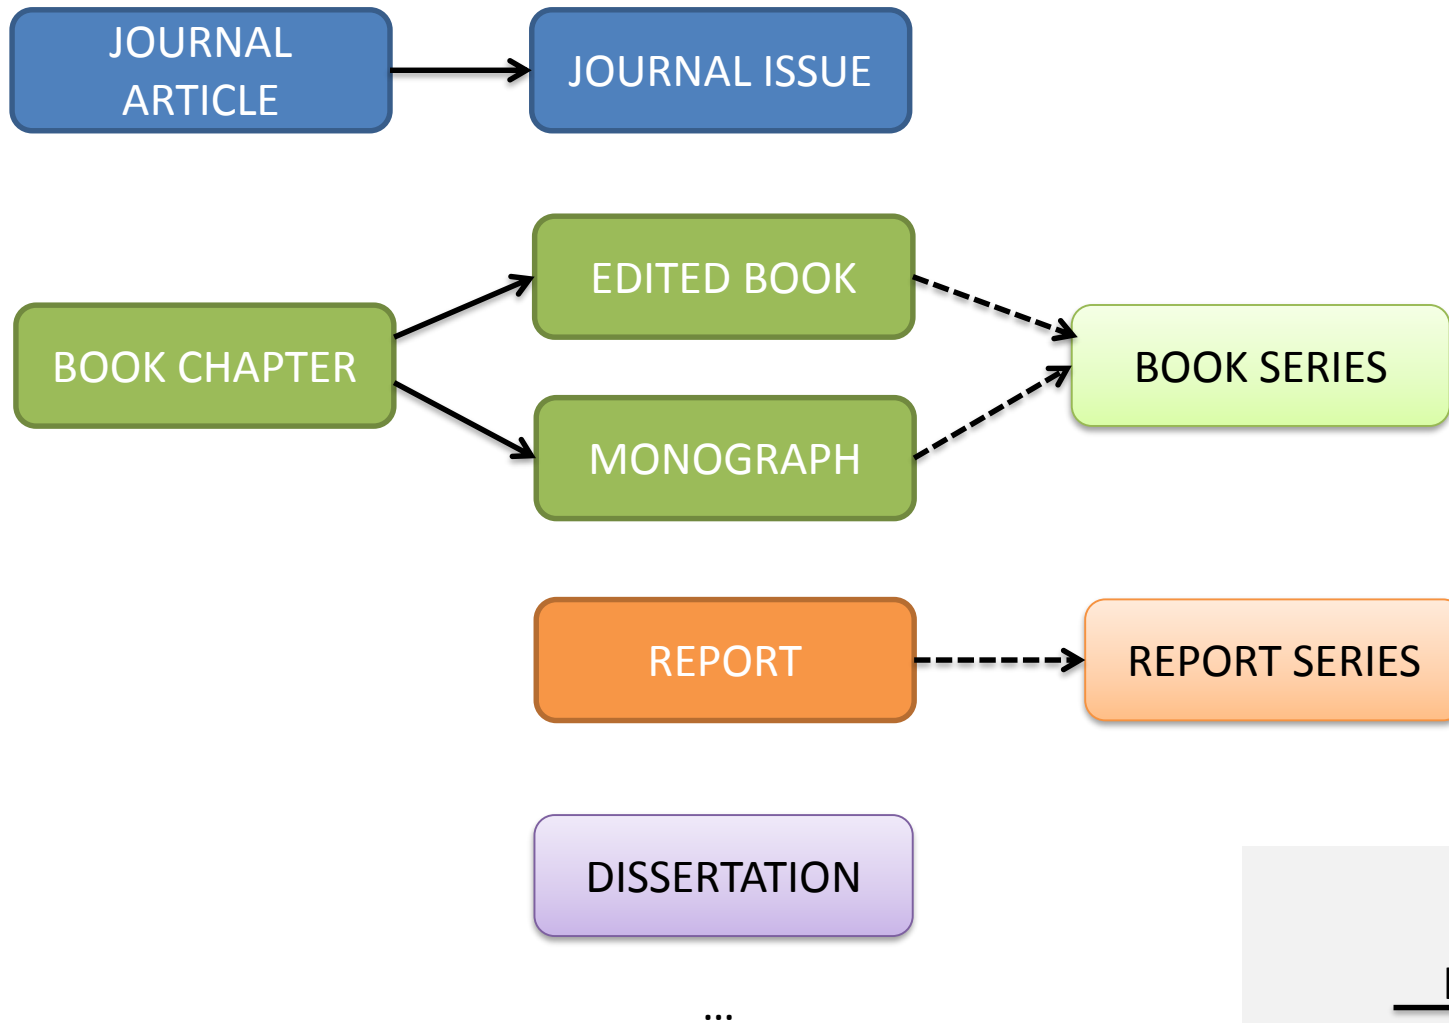 JOURNAL
ARTICLE
JOURNAL ISSUE
EDITED BOOK
BOOK CHAPTER
BOOK SERIES
MONOGRAPH
REPORT
REPORT SERIES
DISSERTATION
...